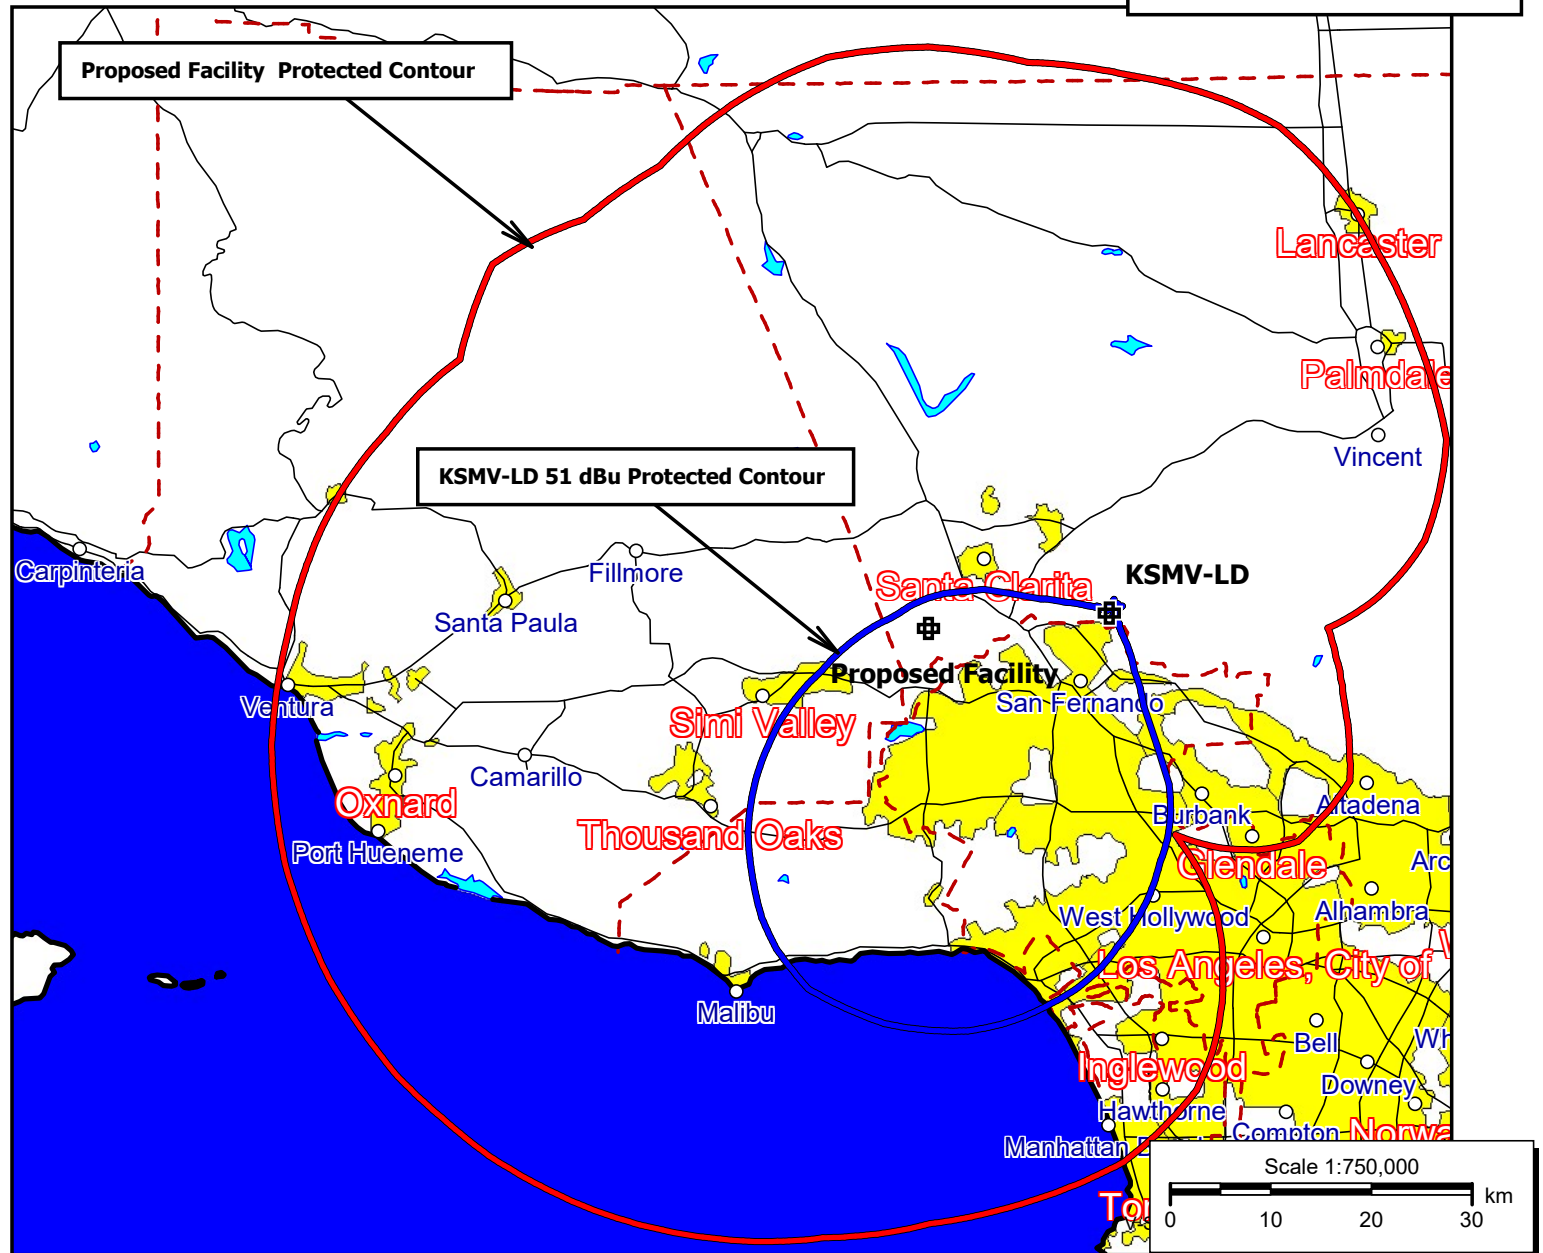 Proposed Facility Protected Contour
Lancaster
Palmdale
Vincent
KSMV-LD 51 dBu Protected Contour
Carpinteria
Fillmore
Santa Clarita
KSMV-LD
Santa Paula
Proposed Facility
San Fernando
Ventura
Simi Valley
Camarillo
Oxnard
Burbank
Altadena
Thousand Oaks
Port Hueneme
Glendale
Arc
West Hollywood
Alhambra
Los Angeles, City of
Malibu
Bell
Wh
Inglewood
Downey
Hawthorne
Compton
Norwa
Manhattan
Scale 1:750,000
km
0 10 20 30